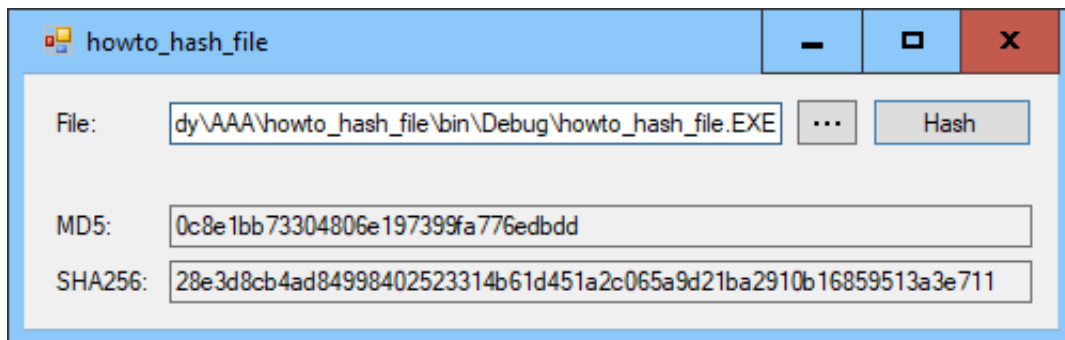 howto_hash_file
File: dy\AAA\howto_hash_file\bin\Debug\howto_hash_file.EXE ... Hash
MD5: 0c8e1bb73304806e197399fa776edbdd
SHA256: 28e3d8cb4ad84998402523314b61d451a2c065a9d21ba2910b16859513a3e711